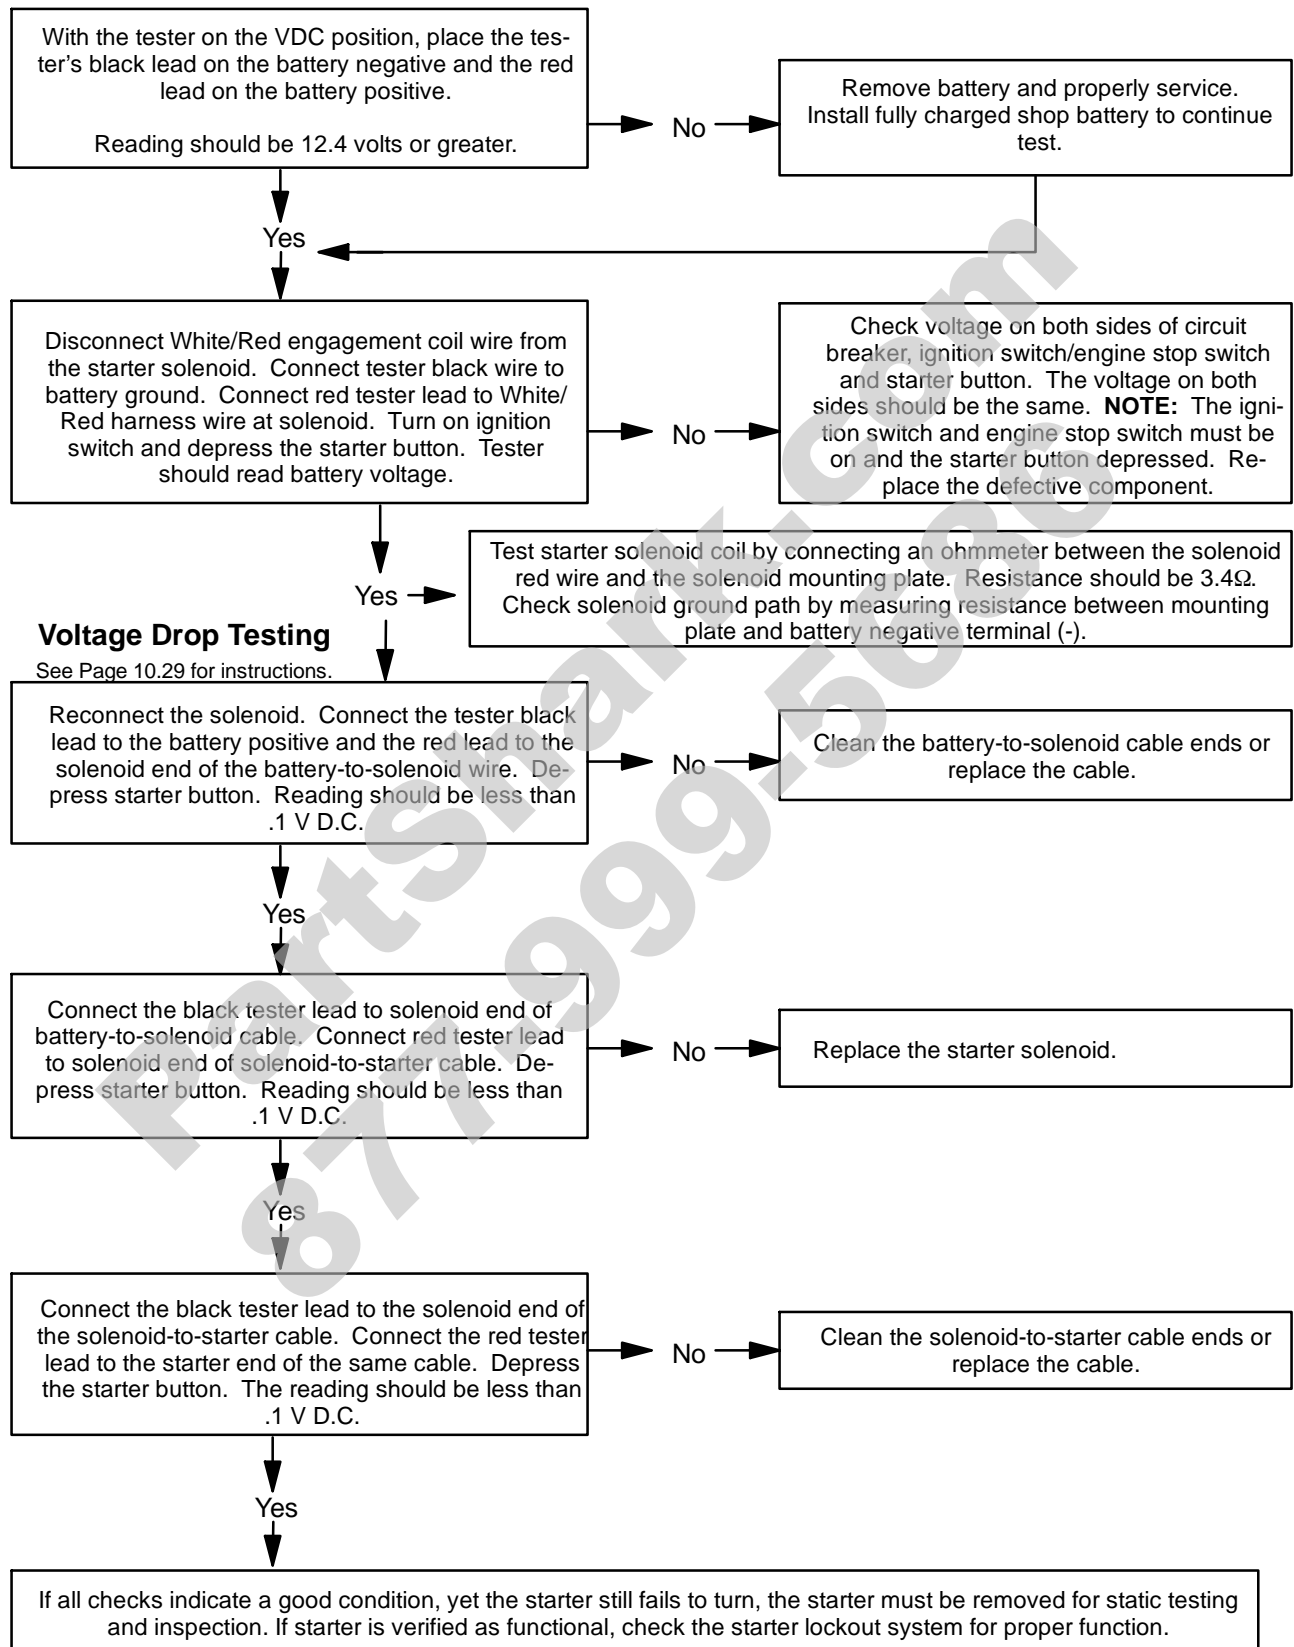 With the tester on the VDC position, place the tes-
ter's black lead on the battery negative and the red
lead on the battery positive.
Reading should be 12.4 volts or greater.
No
Remove battery and properly service.
Install fully charged shop battery to continue
test.
Yes
Disconnect White/Red engagement coil wire from
the starter solenoid. Connect tester black wire to
battery ground. Connect red tester lead to White/
Red harness wire at solenoid. Turn on ignition
switch and depress the starter button. Tester
should read battery voltage.
No
Check voltage on both sides of circuit
breaker, ignition switch/engine stop switch
and starter button. The voltage on both
sides should be the same. NOTE: The igni-
tion switch and engine stop switch must be
on and the starter button depressed. Re-
place the defective component.
Yes
Test starter solenoid coil by connecting an ohmmeter between the solenoid
red wire and the solenoid mounting plate. Resistance should be 3.4Ω.
Check solenoid ground path by measuring resistance between mounting
plate and battery negative terminal (-).
Voltage Drop Testing
See Page 10.29 for instructions.
Reconnect the solenoid. Connect the tester black
lead to the battery positive and the red lead to the
solenoid end of the battery-to-solenoid wire. De-
press starter button. Reading should be less than
.1 V D.C.
No
Clean the battery-to-solenoid cable ends or
replace the cable.
Yes
Connect the black tester lead to solenoid end of
battery-to-solenoid cable. Connect red tester lead
to solenoid end of solenoid-to-starter cable. De-
press starter button. Reading should be less than
.1 V D.C.
No
Replace the starter solenoid.
Yes
Connect the black tester lead to the solenoid end of
the solenoid-to-starter cable. Connect the red tester
lead to the starter end of the same cable. Depress
the starter button. The reading should be less than
.1 V D.C.
No
Clean the solenoid-to-starter cable ends or
replace the cable.
Yes
If all checks indicate a good condition, yet the starter still fails to turn, the starter must be removed for static testing
and inspection. If starter is verified as functional, check the starter lockout system for proper function.
PartShark.com
877-999-5686